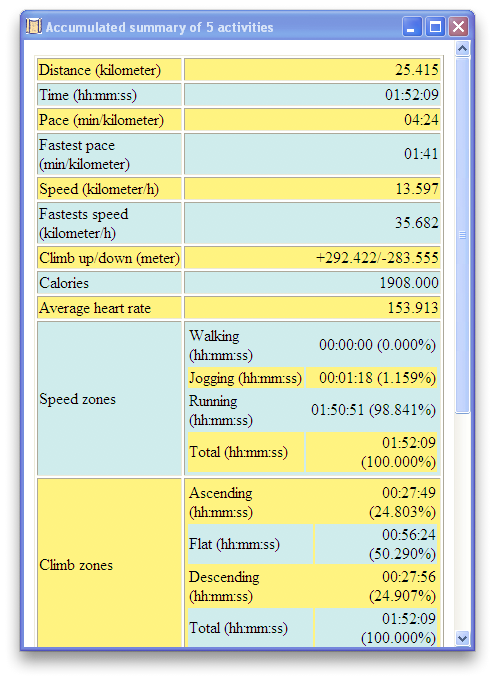 Accumulated summary of 5 activities
Distance (kilometer) 25.415
Time (hh:mm:ss) 01:52:09
Pace (min/kilometer) 04:24
Fastest pace
(min/kilometer) 01:41
Speed (kilometer/h) 13.597
Fastests speed
(kilometer/h) 35.682
Climb up/down (meter) +292.422/-283.555
Calories 1908.000
Average heart rate 153.913
Speed zones
Walking
(hh:mm:ss) 00:00:00 (0.000%)
Jogging (hh:mm:ss) 00:01:18 (1.159%)
Running
(hh:mm:ss) 01:50:51 (98.841%)
Total (hh:mm:ss) 01:52:09
(100.000%)
Climb zones
Ascending 00:27:49
(hh:mm:ss) (24.803%)
Flat (hh:mm:ss) 00:56:24
(50.290%)
Descending 00:27:56
(hh:mm:ss) (24.907%)
Total (hh:mm:ss) 01:52:09
(100.000%)